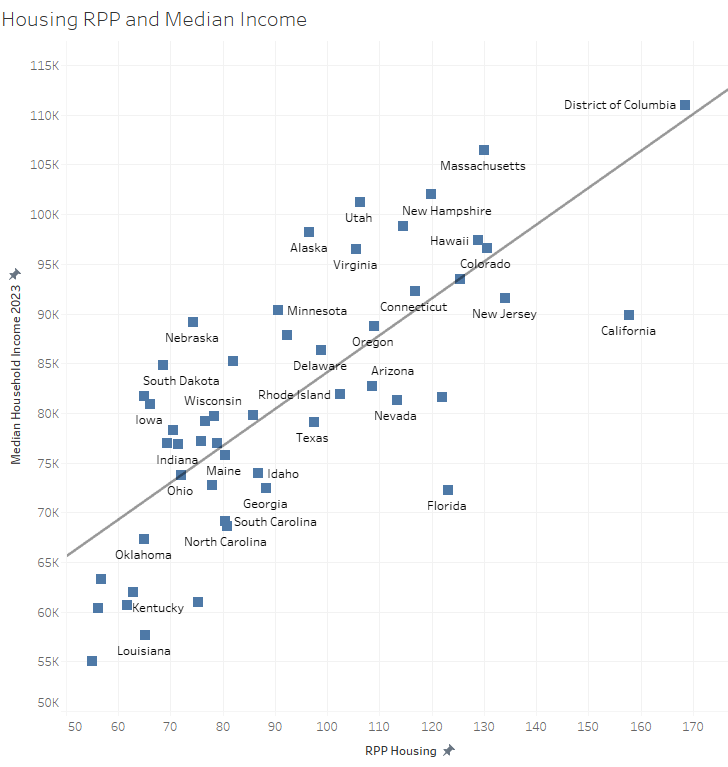 Housing RPP and Median Income
115K
District of Columbia
110K
Massachusetts
105K
New Hampshire
100K
Utah
Hawaii
Alaska
Virginia
Colorado
95K
Connecticut
Minnesota
New Jersey
90K
California
Nebraska
Oregon
Delaware
Arizona
85K
South Dakota
Rhode Island
Wisconsin
Nevada
80K
Iowa
Texas
Indiana
75K
Maine
Idaho
Ohio
Georgia
Florida
70K
South Carolina
North Carolina
Oklahoma
65K
Kentucky
60K
Louisiana
55K
50K
Median Household Income 2023
50 60 70 80 90 100 110 120 130 140 150 160 170
RPP Housing